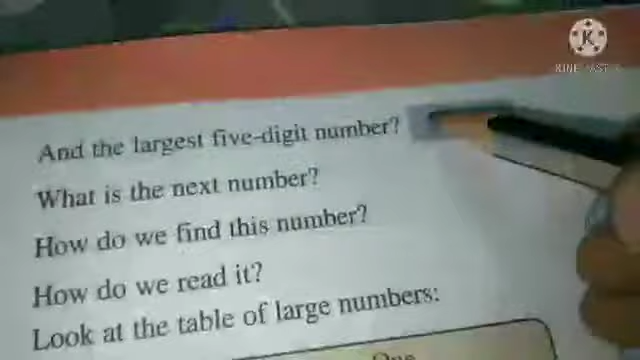 And the largest five-digit number?
What is the next number?
How do we find this number?
How do we read it?
Look at the table of large numbers:
One
K